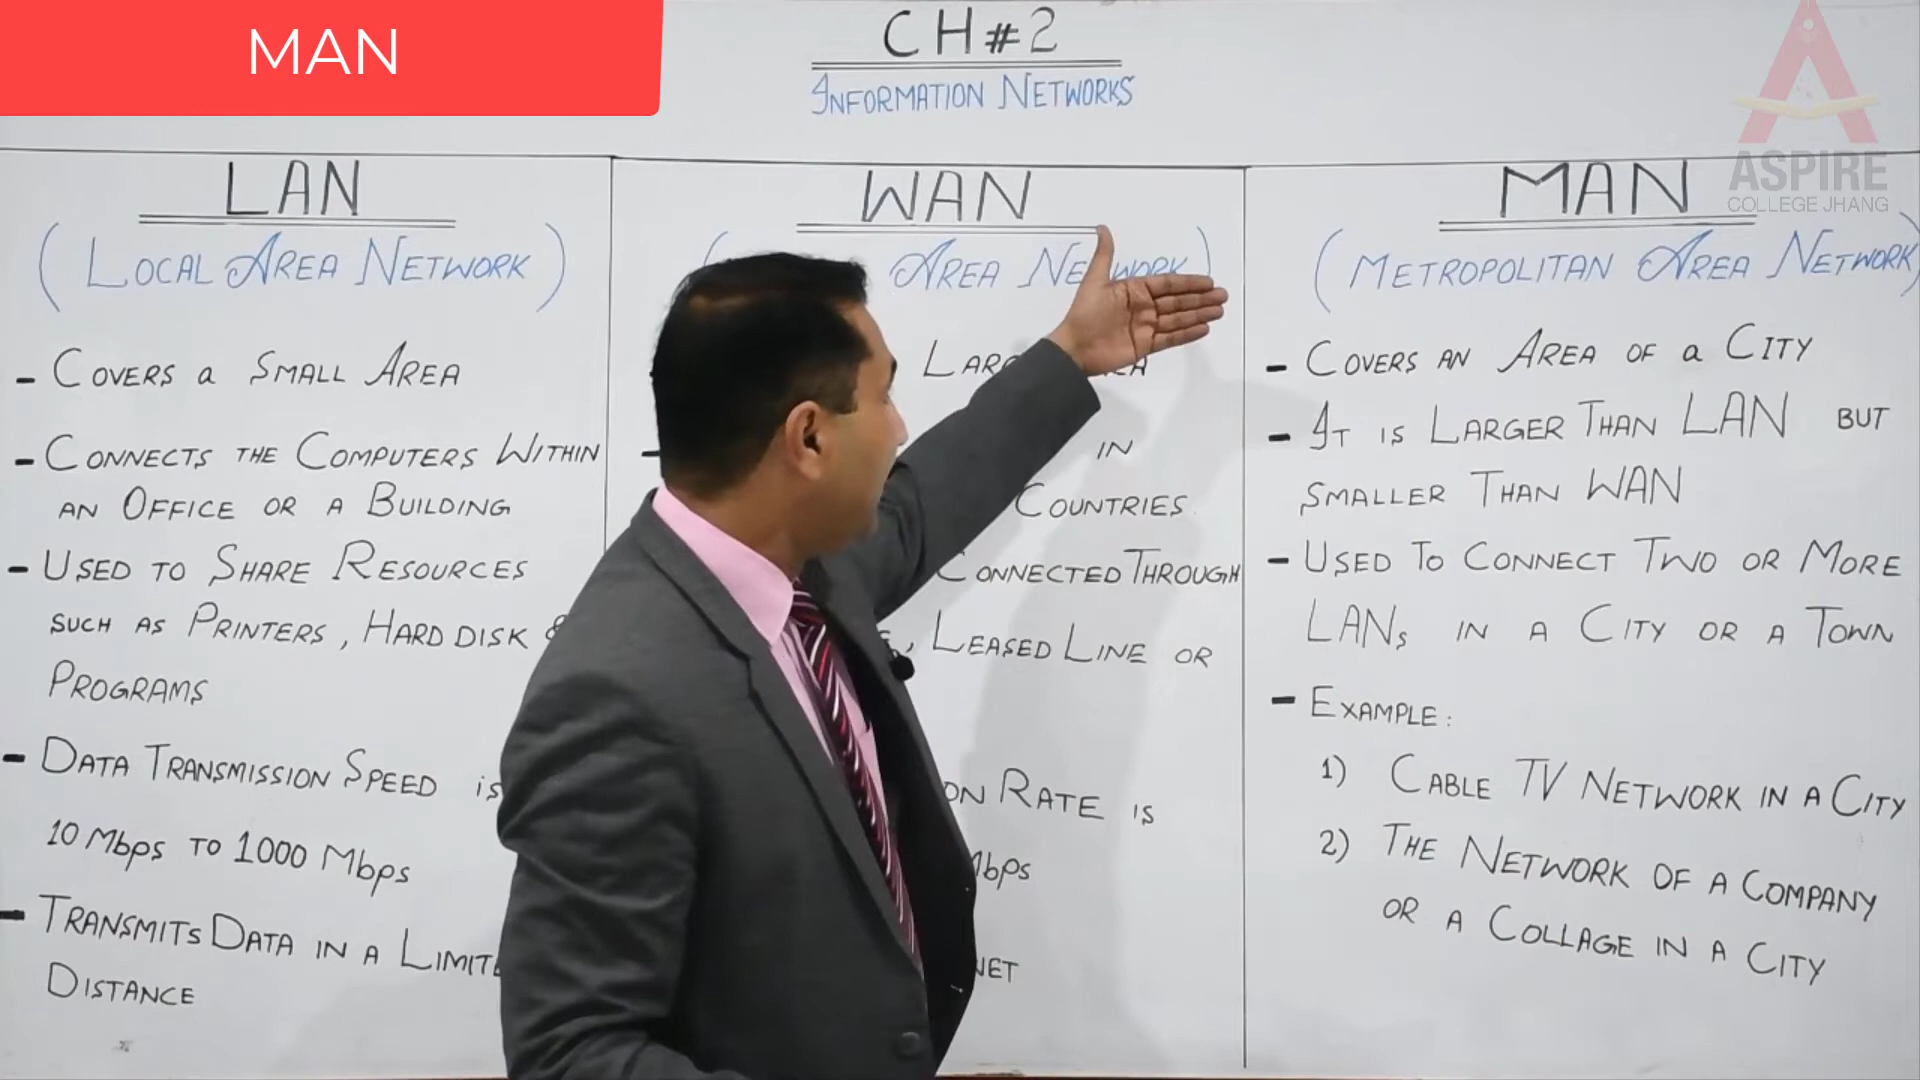 MAN
CH#2
INFORMATION NETWORKS
ASPIRE
COLLEGE JHANG
LAN
(LOCAL AREA NETWORK)
- COVERS a SMALL AREA
- CONNECTS THE COMPUTERS WITHIN
AN OFFICE OR A BUILDING
- USED TO SHARE RESOURCES
SUCH AS PRINTERS, HARD DISK &
PROGRAMS
- DATA TRANSMISSION SPEED is
10 Mbps TO 1000 Mbps
- TRANSMITS DATA IN A
DISTANCE
WAN
( AREA NETWORK)
-
IN
COUNTRIES
CONNECTED THROUGH
, LEASED LINE OR
RATE IS
MAN
(METROPOLITAN AREA NETWORK)
- COVERS AN AREA OF a CITY
- IT IS LARGER THAN LAN BUT
SMALLER THAN WAN
- USED TO CONNECT TWO OR MORE
LANs IN A CITY OR A TOWN
- EXAMPLE:
1) CABLE TV NETWORK IN A CITY
2) THE NETWORK OF A COMPANY
OR A COLLAGE IN A CITY